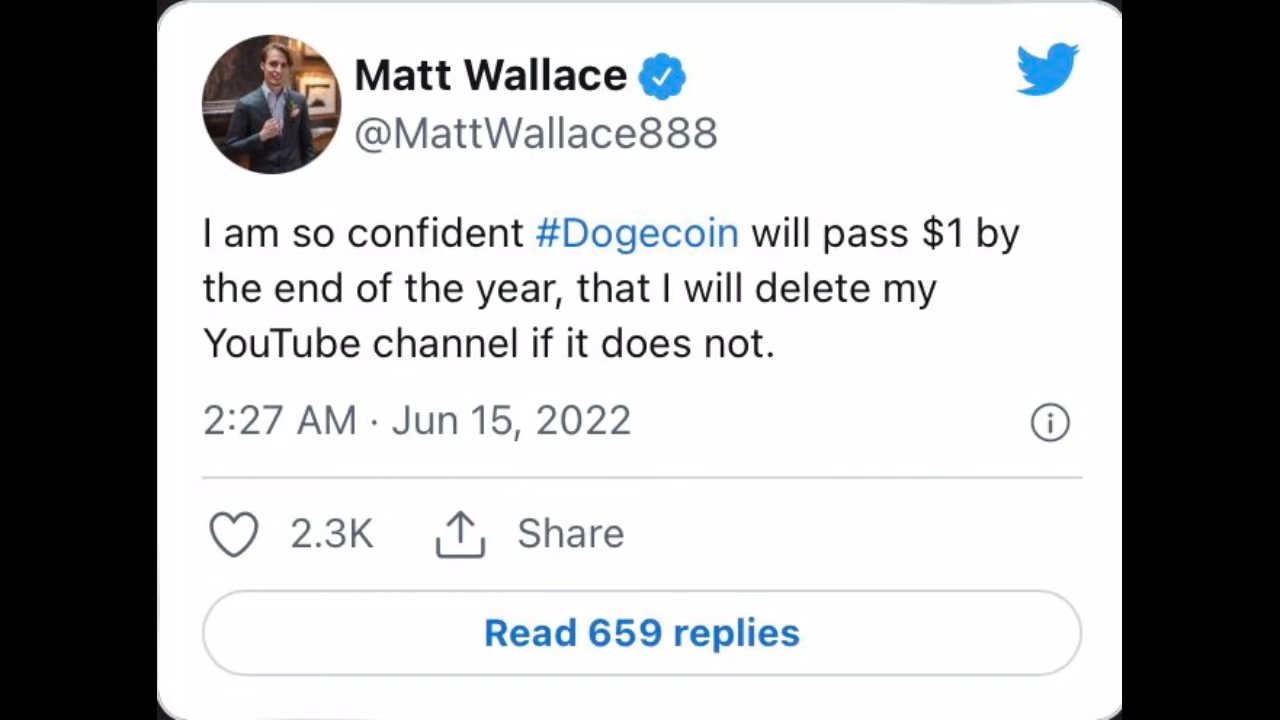 Matt Wallace
@MattWallace888
I am so confident #Dogecoin will pass $1 by
the end of the year, that I will delete my
YouTube channel if it does not.
2:27 AM · Jun 15, 2022
2.3K Share
Read 659 replies